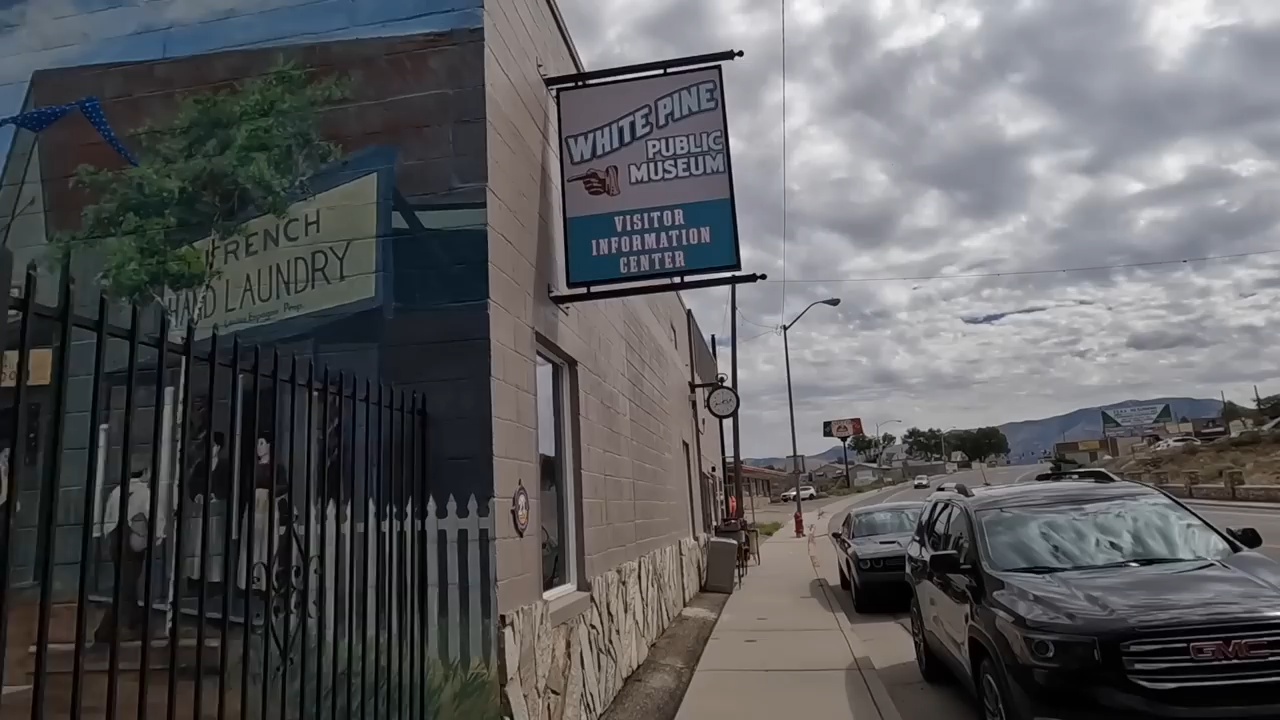 FRENCH
HAND LAUNDRY
WHITE PINE
PUBLIC
MUSEUM
VISITOR
INFORMATION
CENTER
GMC